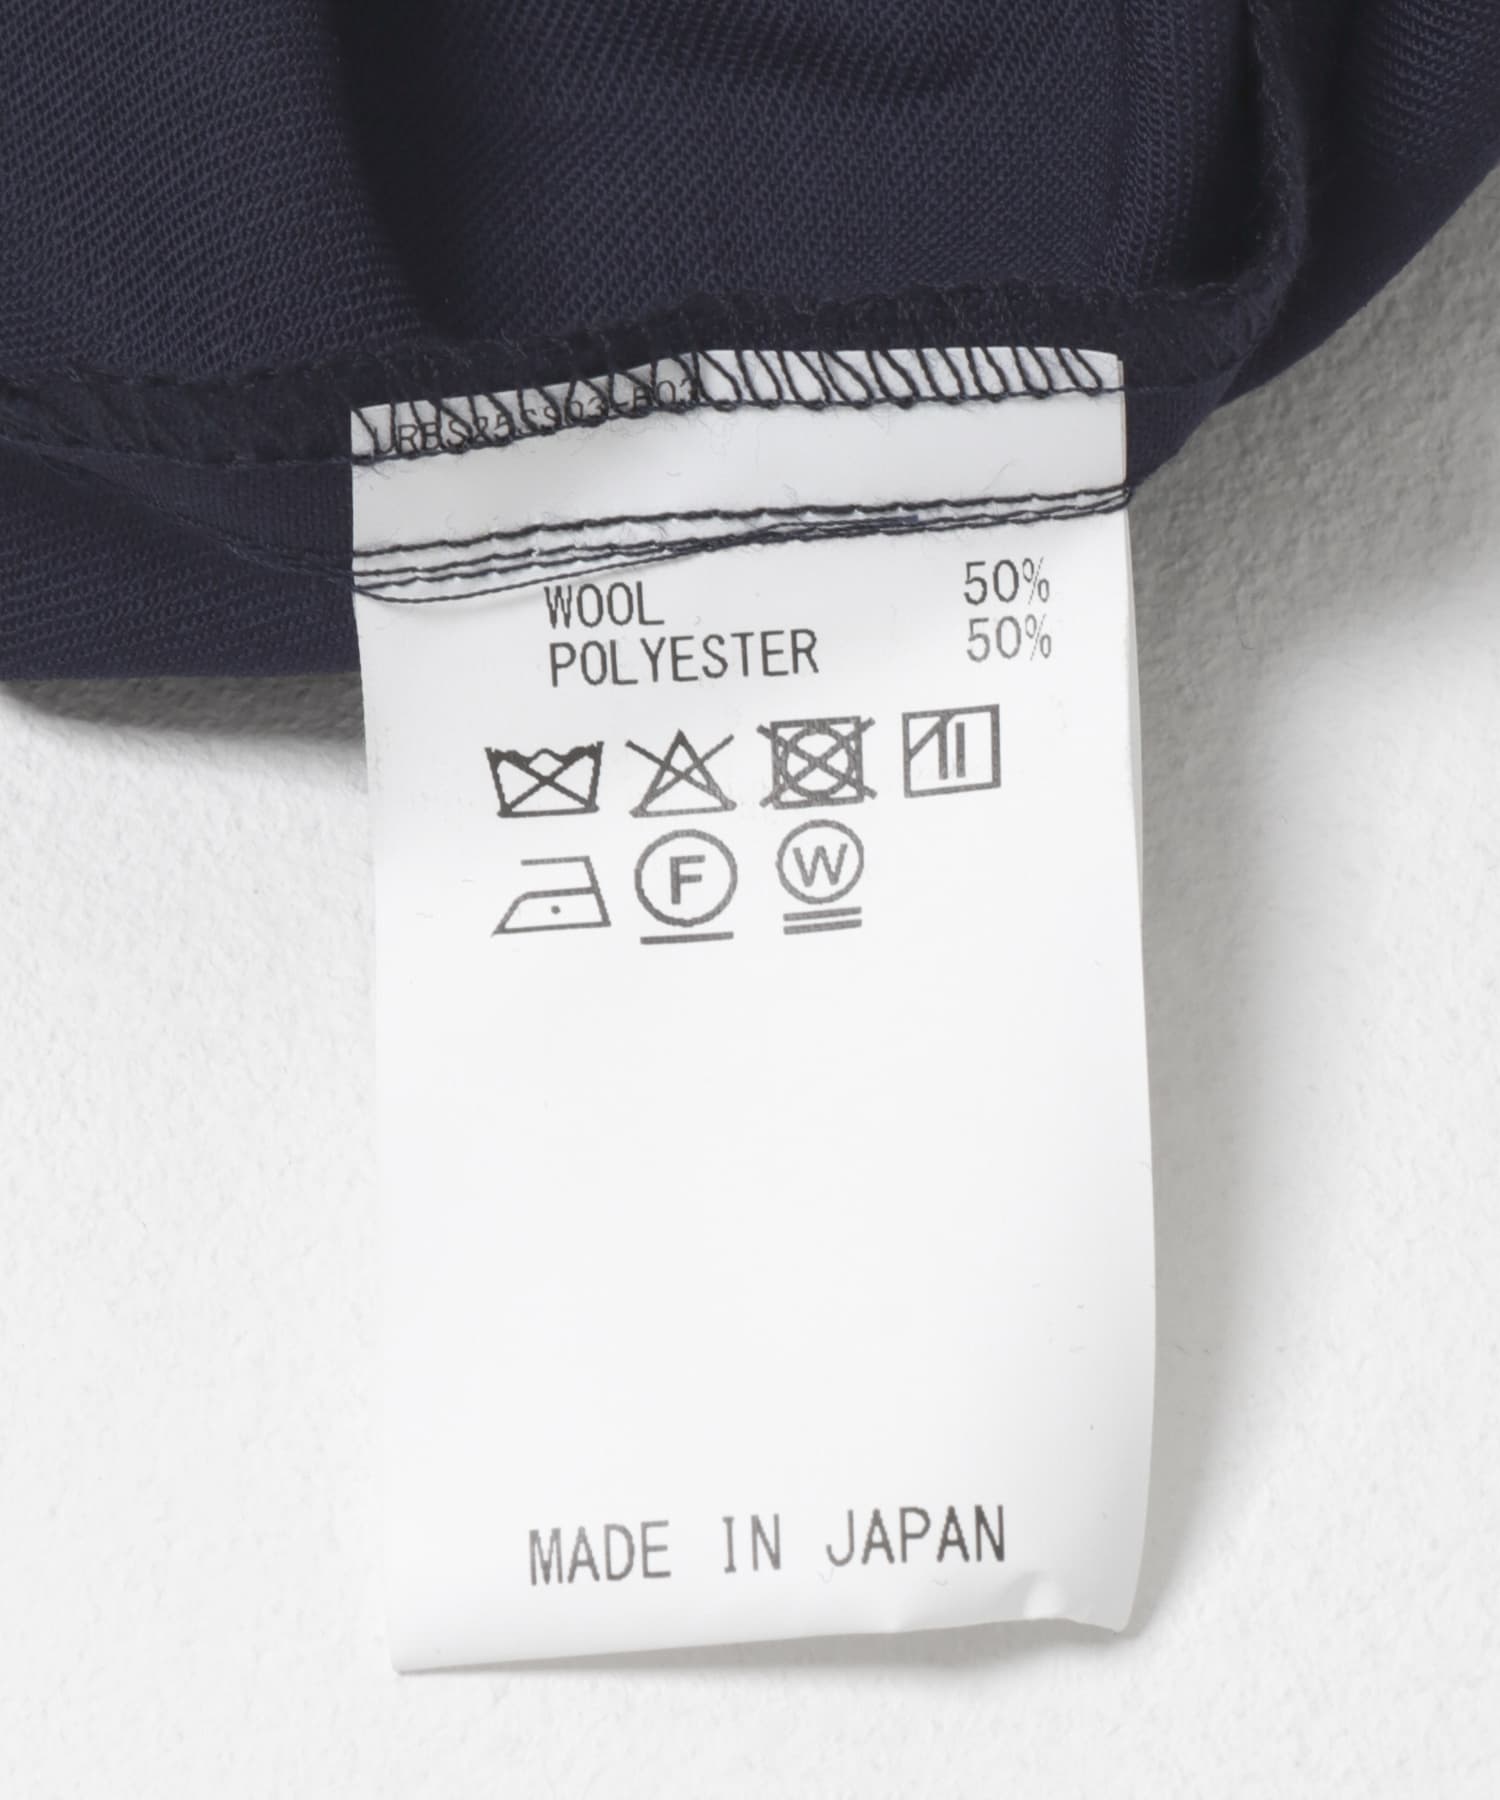 WOOL 50%
POLYESTER 50%
F W
MADE IN JAPAN